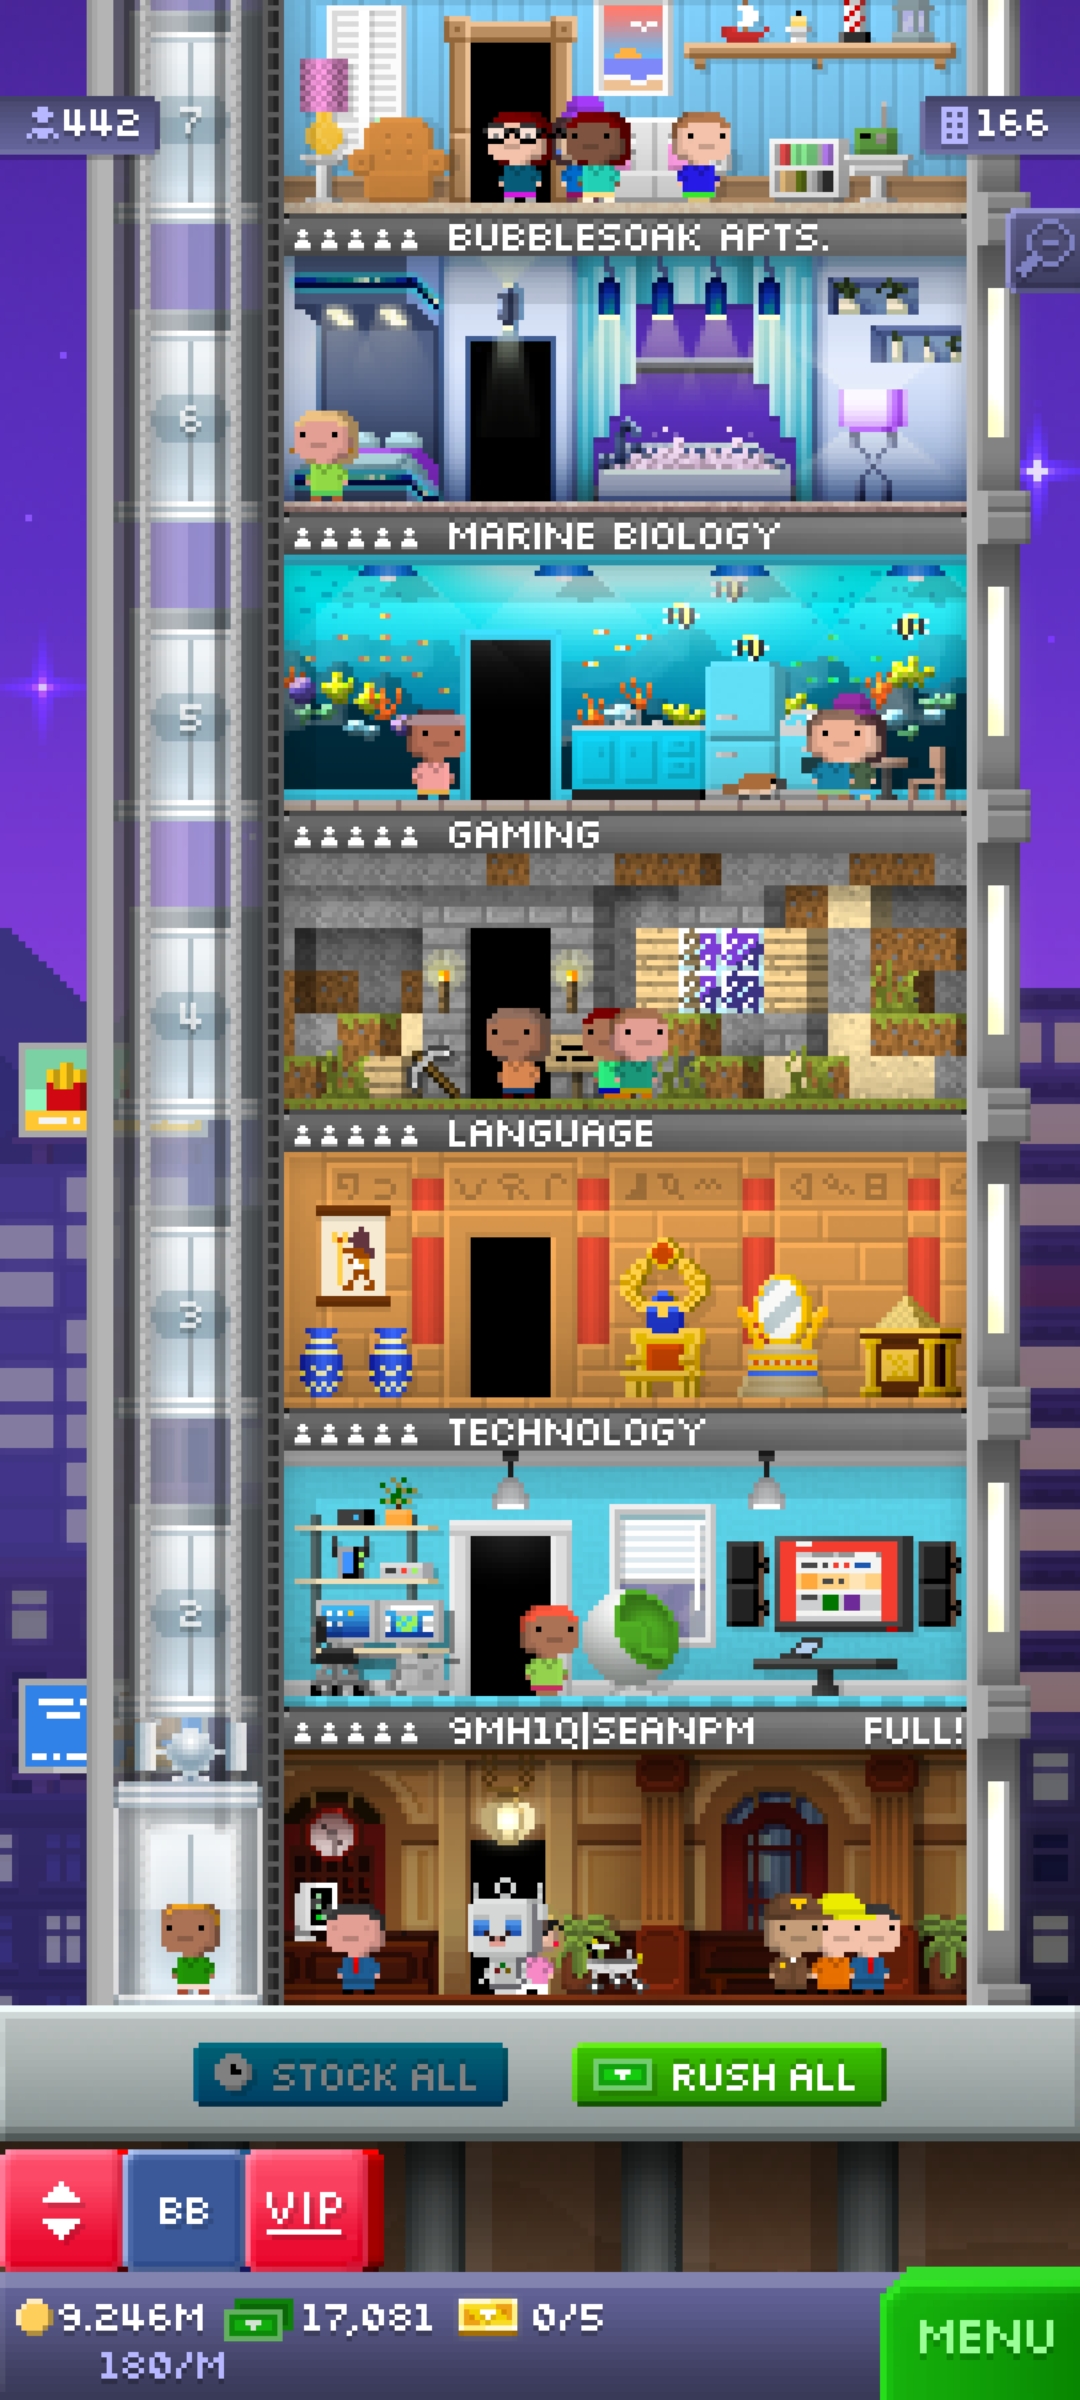 442
7
166
BUBBLESOAK APTS.
6
MARINE BIOLOGY
5
GAMING
4
LANGUAGE
3
TECHNOLOGY
2
9MH1Q|SEANPM FULL!
STOCK ALL
RUSH ALL
BB
VIP
9.246M 17,081 0/5
180/M
MENU